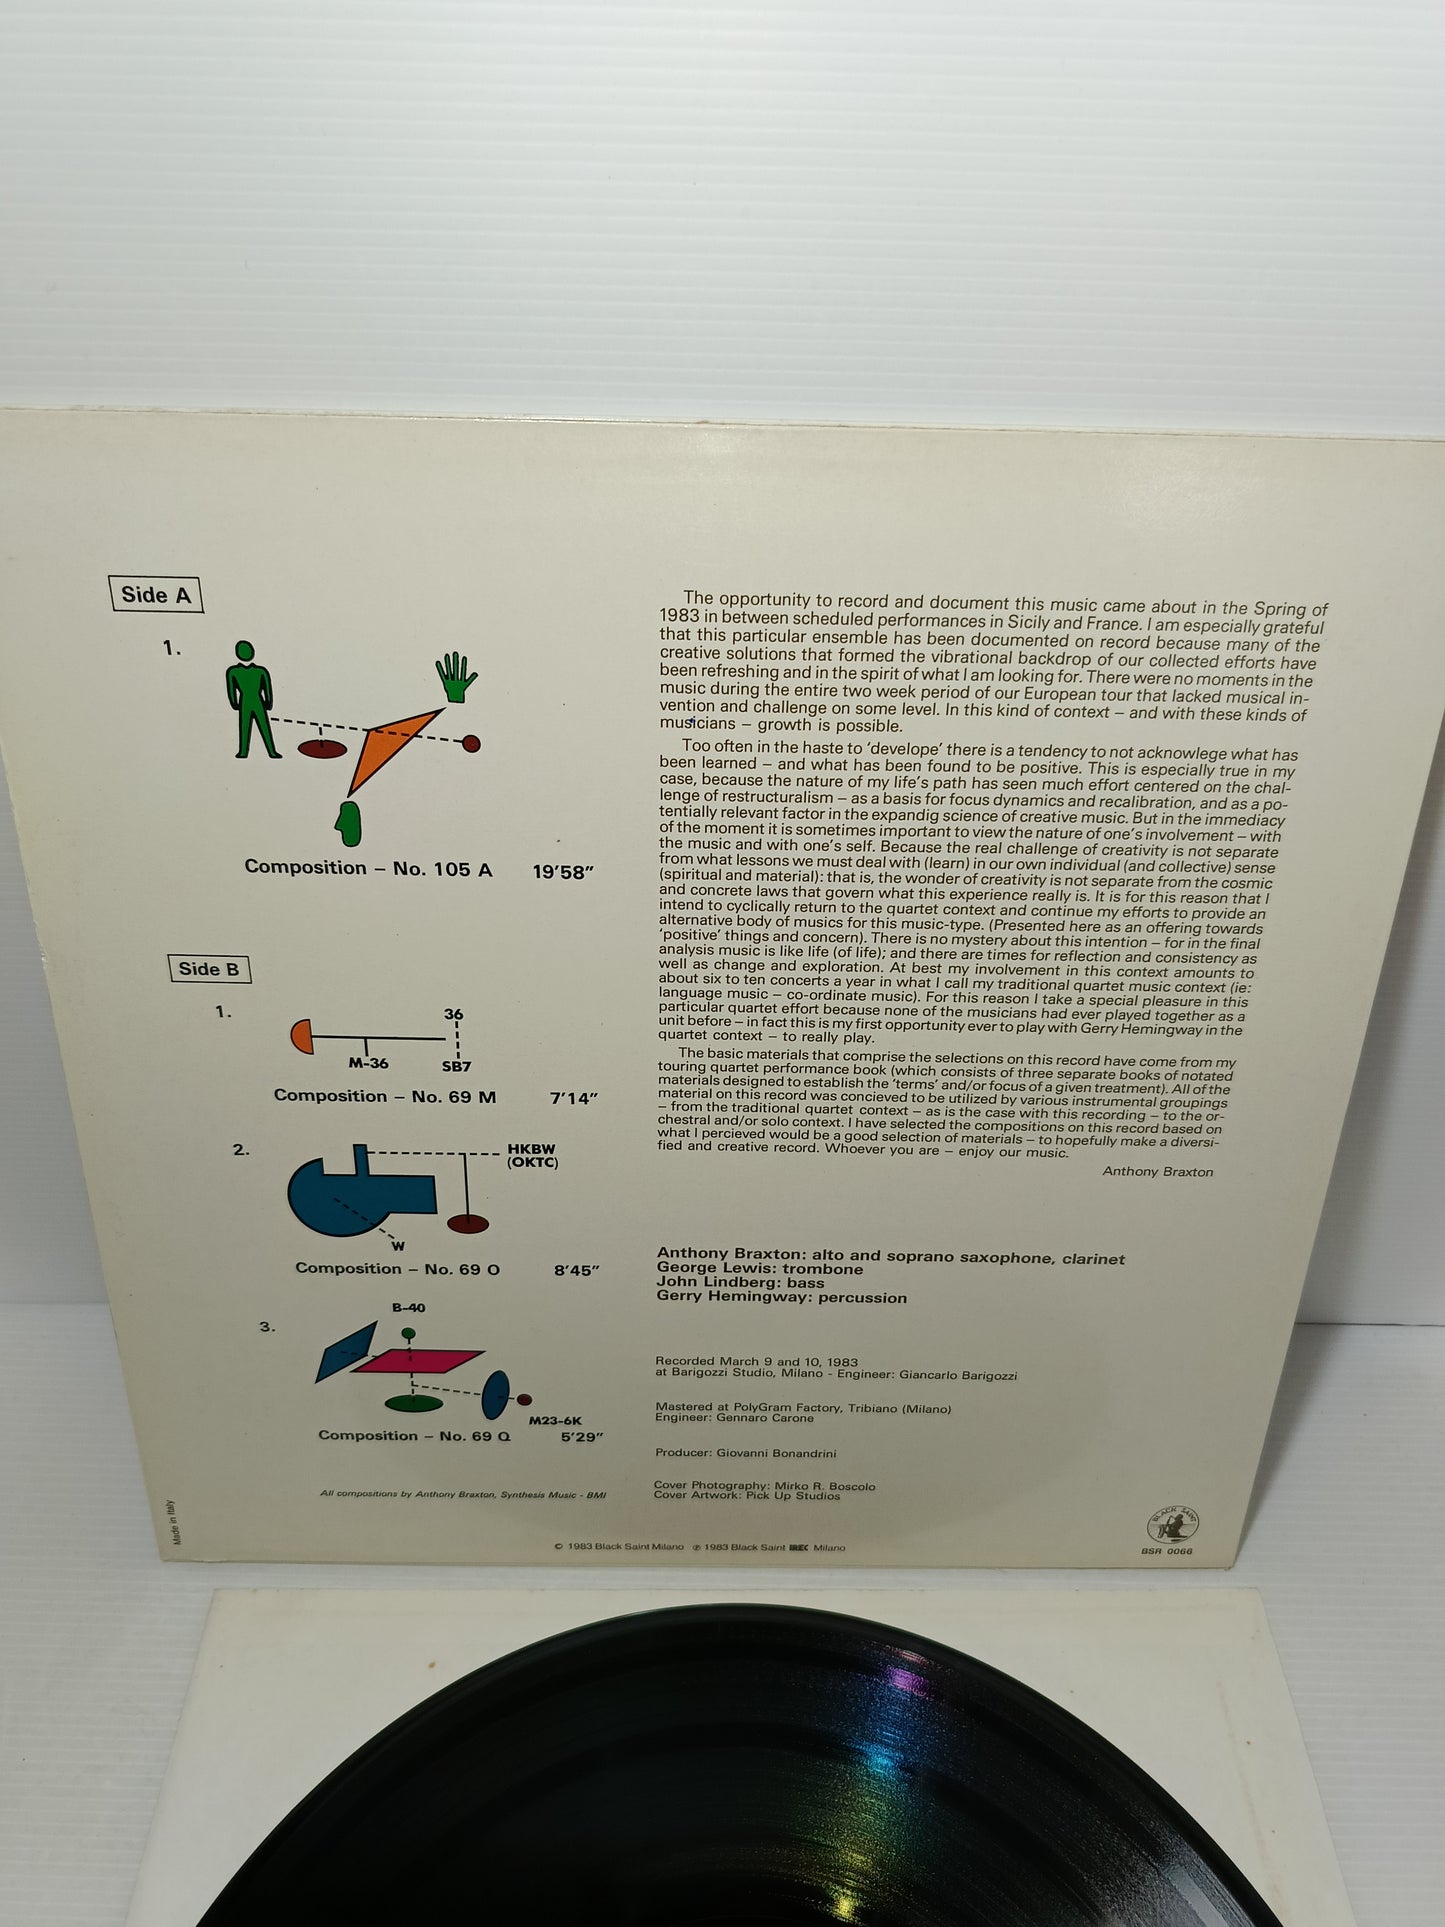 Side A
1.
Composition – No. 105 A 19’58”
Side B
1.
36
M-36
SB7
Composition – No. 69 M 7’14”
2.
HKBW
(OKTC)
W
Composition – No. 69 O 8’45”
B-40
3.
M23-6K
Composition – No. 69 Q 5’29”
All compositions by Anthony Braxton, Synthesis Music - BMI
Made in Italy
The opportunity to record and document this music came about in the Spring of
1983 in between scheduled performances in Sicily and France. I am especially grateful
that this particular ensemble has been documented on record because many of the
creative solutions that formed the vibrational backdrop of our collected efforts have
been refreshing and in the spirit of what I am looking for. There were no moments in the
music during the entire two week period of our European tour that lacked musical in-
vention and challenge on some level. In this kind of context – and with these kinds of
musicians – growth is possible.
Too often in the haste to ‘develope’ there is a tendency to not acknowlege what has
been learned – and what has been found to be positive. This is especially true in my
case, because the nature of my life’s path has seen much effort centered on the chal-
lenge of restructuralism – as a basis for focus dynamics and recalibration, and as a po-
tentially relevant factor in the expandig science of creative music. But in the immediacy
of the moment it is sometimes important to view the nature of one’s involvement – with
the music and with one’s self. Because the real challenge of creativity is not separate
from what lessons we must deal with (learn) in our own individual (and collective) sense
(spiritual and material): that is, the wonder of creativity is not separate from the cosmic
and concrete laws that govern what this experience really is. It is for this reason that I
intend to cyclically return to the quartet context and continue my efforts to provide an
alternative body of musics for this music-type. (Presented here as an offering towards
‘positive’ things and concern). There is no mystery about this intention – for in the final
analysis music is like life (of life); and there are times for reflection and consistency as
well as change and exploration. At best my involvement in this context amounts to
about six to ten concerts a year in what I call my traditional quartet music context (ie:
language music – co-ordinate music). For this reason I take a special pleasure in this
particular quartet effort because none of the musicians had ever played together as a
unit before – in fact this is my first opportunity ever to play with Gerry Hemingway in the
quartet context – to really play.
The basic materials that comprise the selections on this record have come from my
touring quartet performance book (which consists of three separate books of notated
materials designed to establish the ‘terms’ and/or focus of a given treatment). All of the
material on this record was concieved to be utilized by various instrumental groupings
– from the traditional quartet context – as is the case with this recording – to the or-
chestral and/or solo context. I have selected the compositions on this record based on
what I percieved would be a good selection of materials – to hopefully make a diversi-
fied and creative record. Whoever you are – enjoy our music.
Anthony Braxton
Anthony Braxton: alto and soprano saxophone, clarinet
George Lewis: trombone
John Lindberg: bass
Gerry Hemingway: percussion
Recorded March 9 and 10, 1983
at Barigozzi Studio, Milano - Engineer: Giancarlo Barigozzi
Mastered at PolyGram Factory, Tribiano (Milano)
Engineer: Gennaro Carone
Producer: Giovanni Bonandrini
Cover Photography: Mirko R. Boscolo
Cover Artwork: Pick Up Studios
© 1983 Black Saint Milano ℗ 1983 Black Saint IREC Milano
BLACK SAINT
BSR 0066